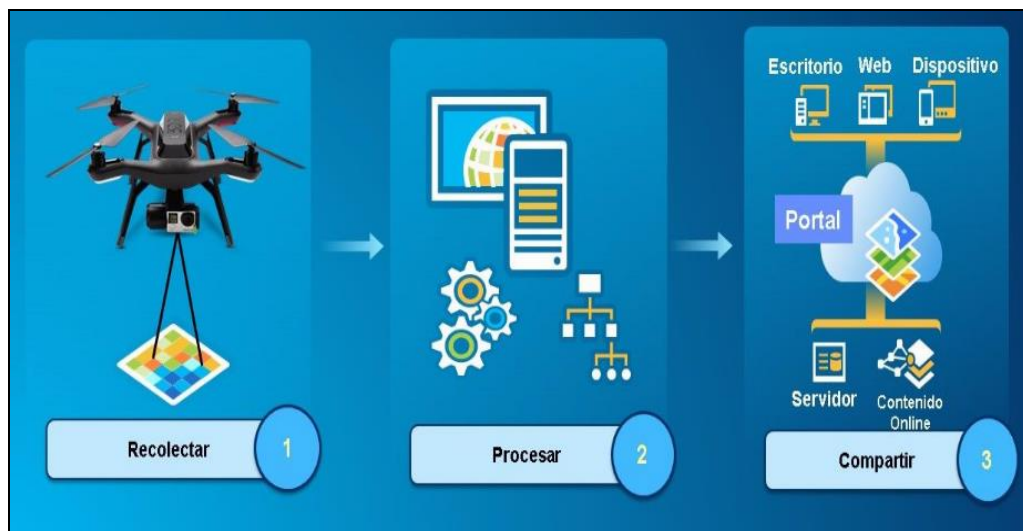 Escritorio Web Dispositivo
Portal
Servidor Contenido
Online
Recolectar 1
Procesar 2
Compartir 3